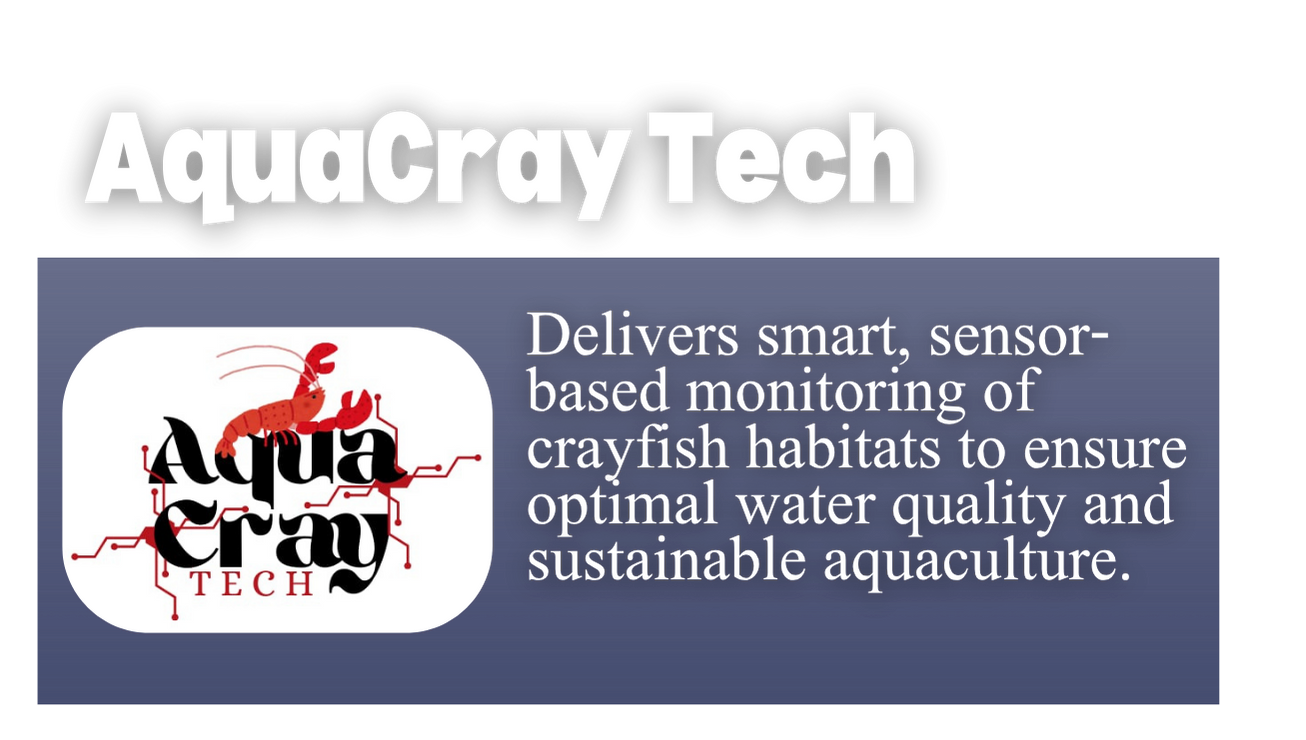 AquaCray Tech
Delivers smart, sensor-
based monitoring of
crayfish habitats to ensure
optimal water quality and
sustainable aquaculture.
Aqua
Cray
TECH